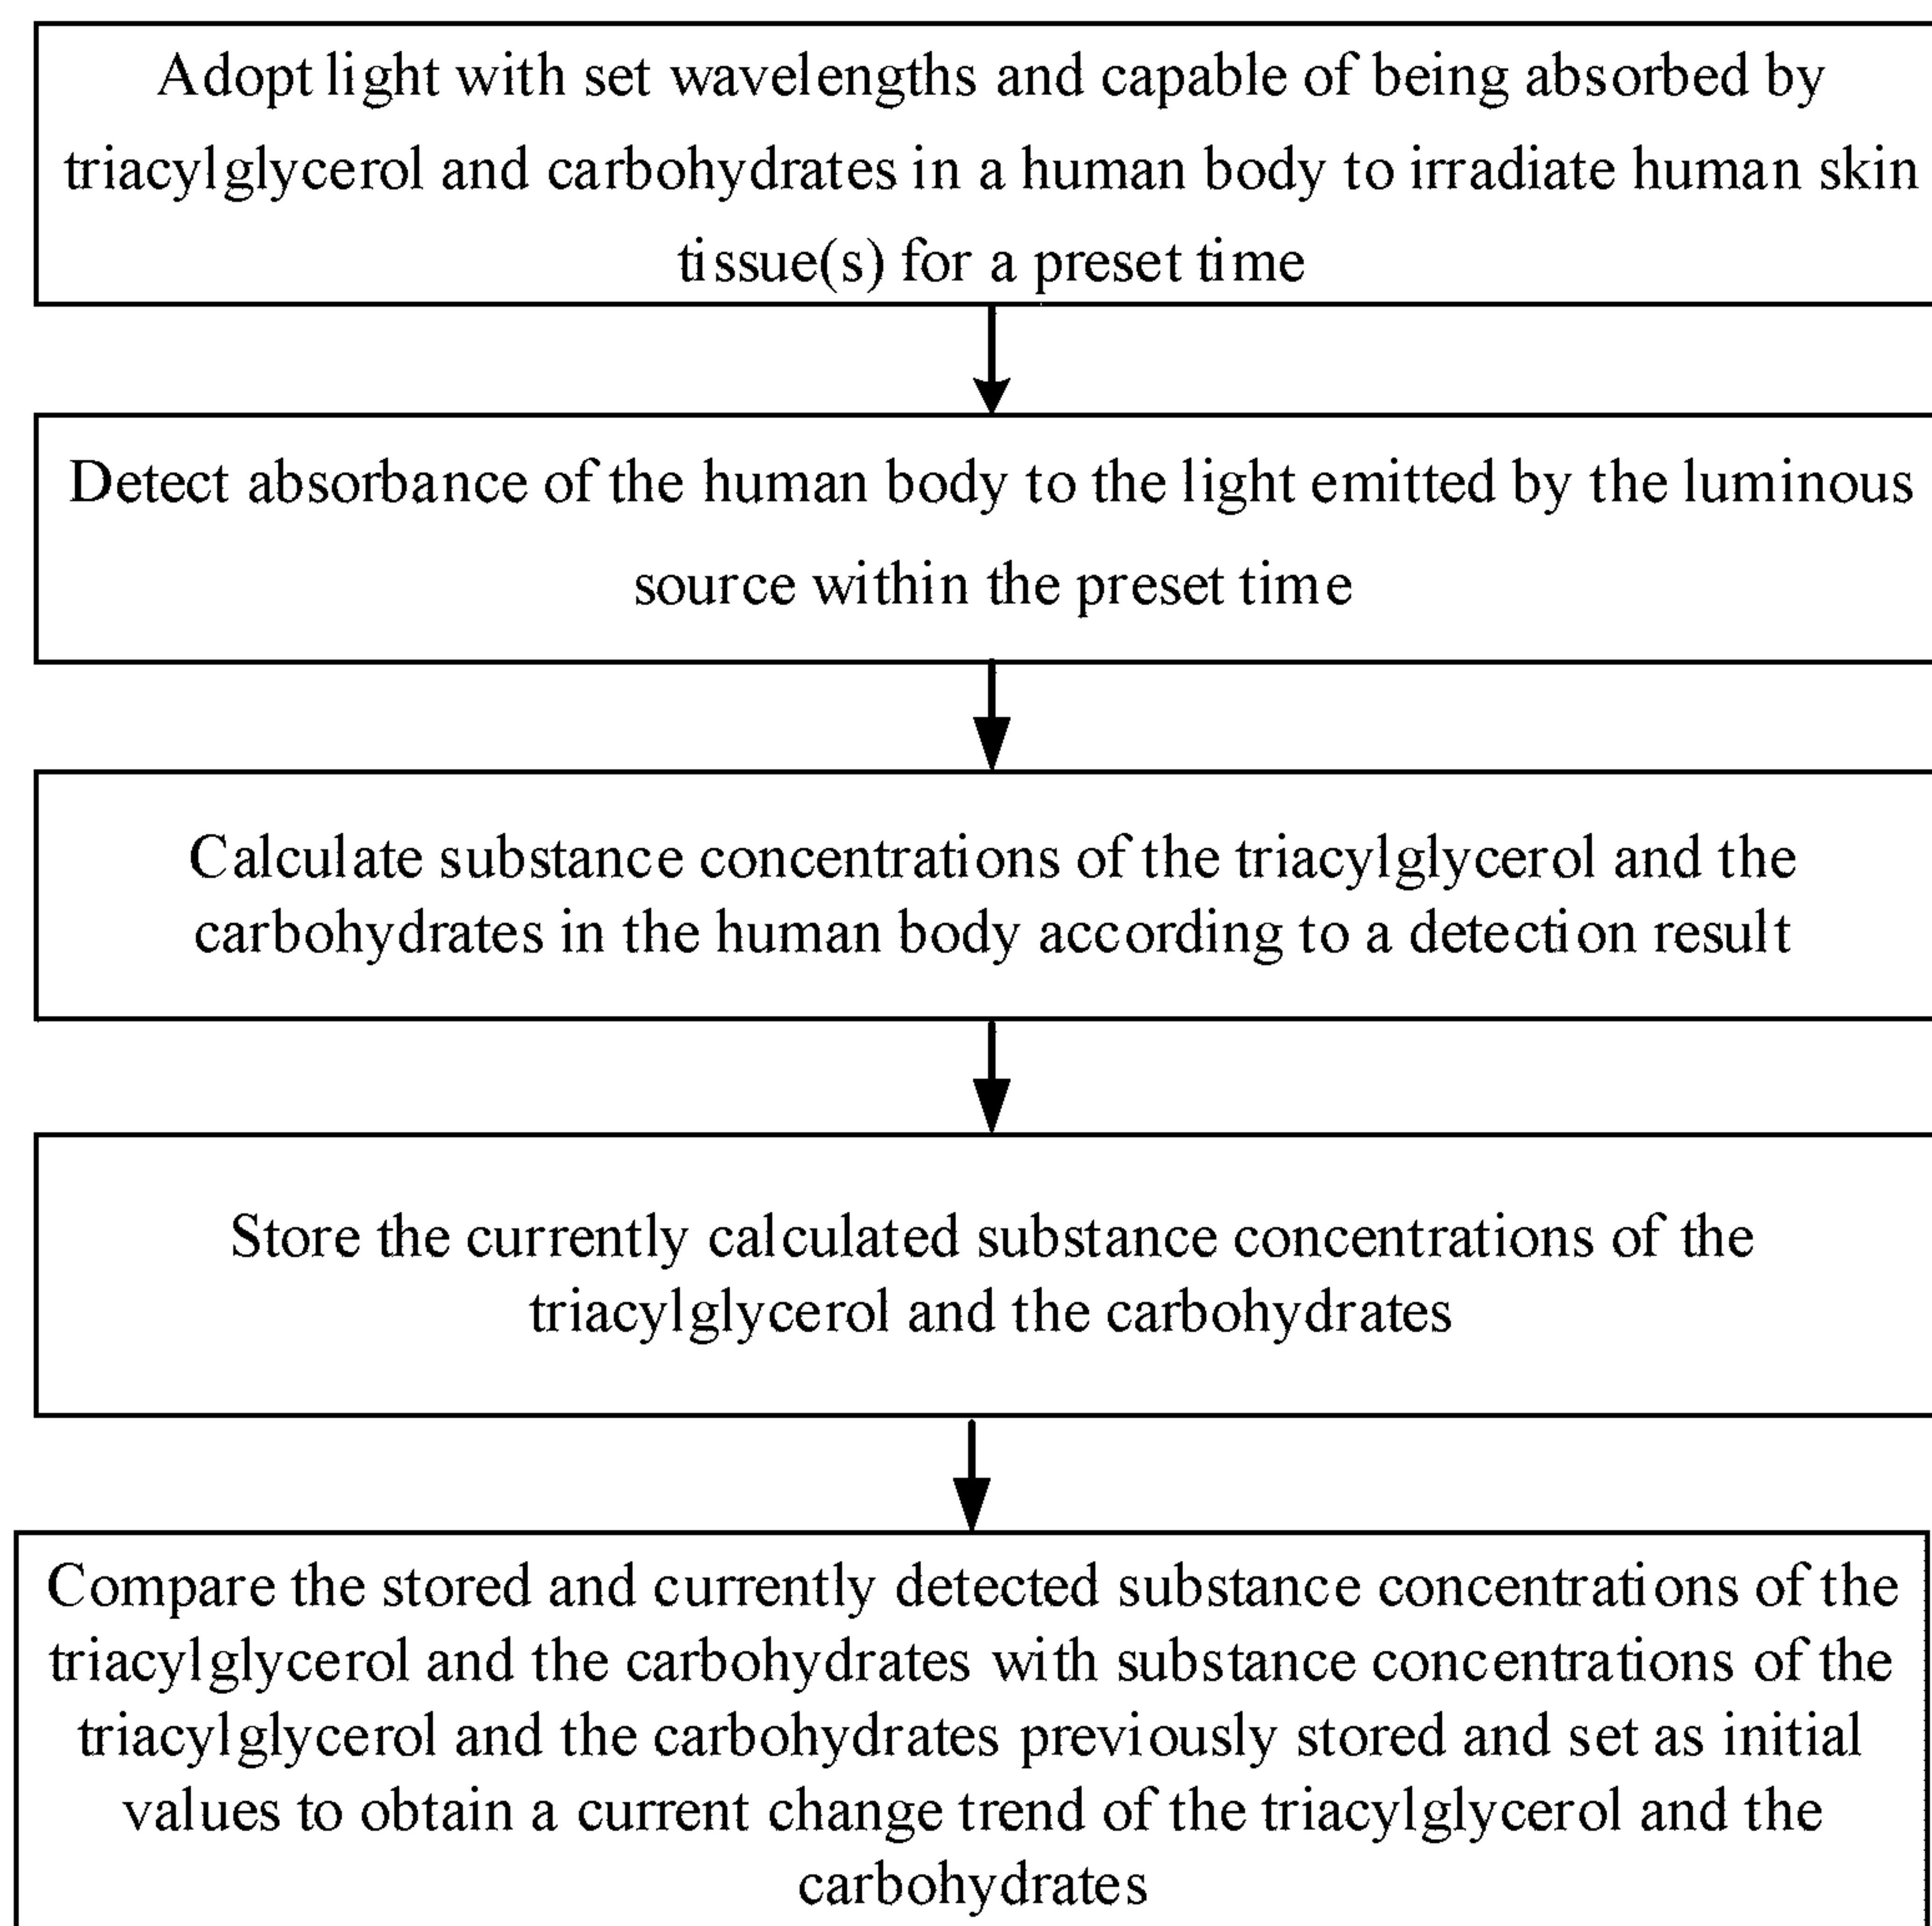 Adopt light with set wavelengths and capable of being absorbed by
triacylglycerol and carbohydrates in a human body to irradiate human skin
tissue(s) for a preset time
Detect absorbance of the human body to the light emitted by the luminous
source within the preset time
Calculate substance concentrations of the triacylglycerol and the
carbohydrates in the human body according to a detection result
Store the currently calculated substance concentrations of the
triacylglycerol and the carbohydrates
Compare the stored and currently detected substance concentrations of the
triacylglycerol and the carbohydrates with substance concentrations of the
triacylglycerol and the carbohydrates previously stored and set as initial
values to obtain a current change trend of the triacylglycerol and the
carbohydrates